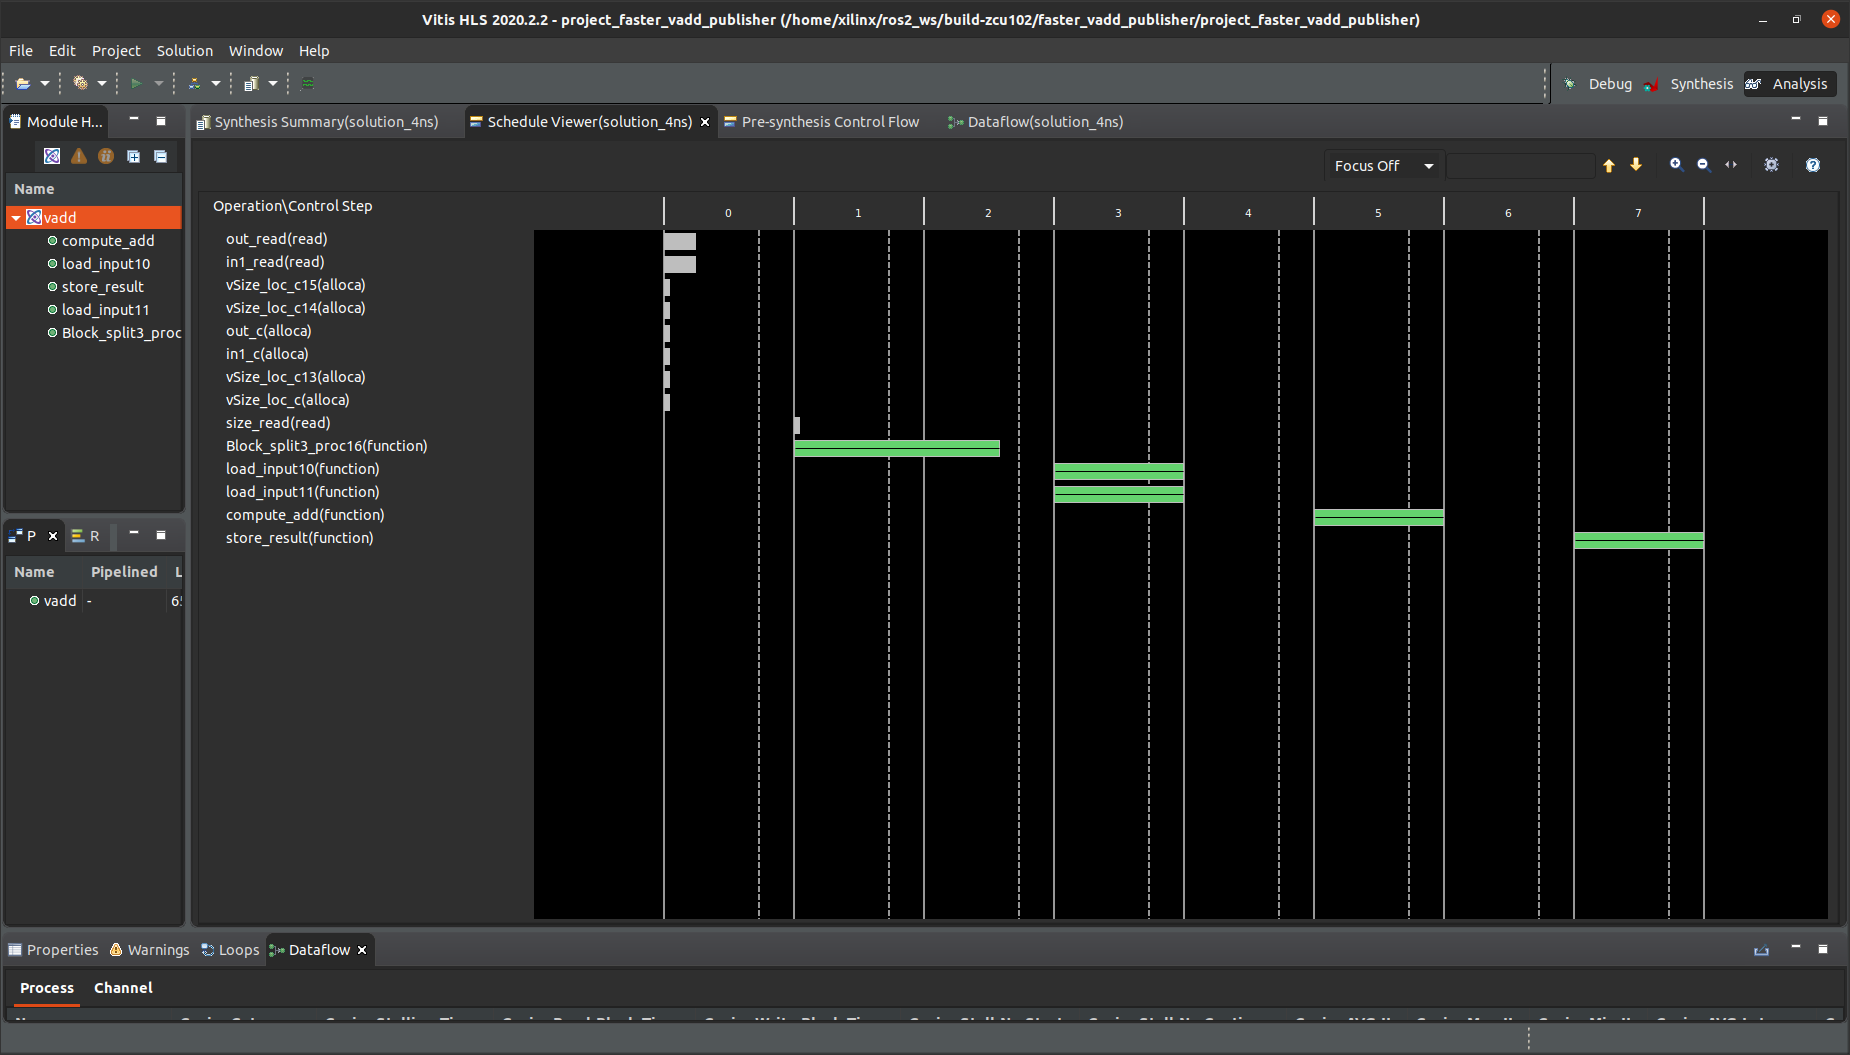 Vitis HLS 2020.2.2 - project_faster_vadd_publisher (/home/xilinx/ros2_ws/build-zcu102/faster_vadd_publisher/project_faster_vadd_publisher)
File Edit Project Solution Window Help
Debug Synthesis Analysis
Module H...
Synthesis Summary(solution_4ns) Schedule Viewer(solution_4ns) Pre-synthesis Control Flow Dataflow(solution_4ns)
Focus Off
Name
vadd
compute_add
load_input10
store_result
load_input11
Block_split3_proc
Operation\Control Step 0 1 2 3 4 5 6 7
out_read(read)
in1_read(read)
vSize_loc_c15(alloca)
vSize_loc_c14(alloca)
out_c(alloca)
in1_c(alloca)
vSize_loc_c13(alloca)
vSize_loc_c(alloca)
size_read(read)
Block_split3_proc16(function)
load_input10(function)
load_input11(function)
compute_add(function)
store_result(function)
P R
Name Pipelined L
vadd -
Properties Warnings Loops Dataflow
Process Channel